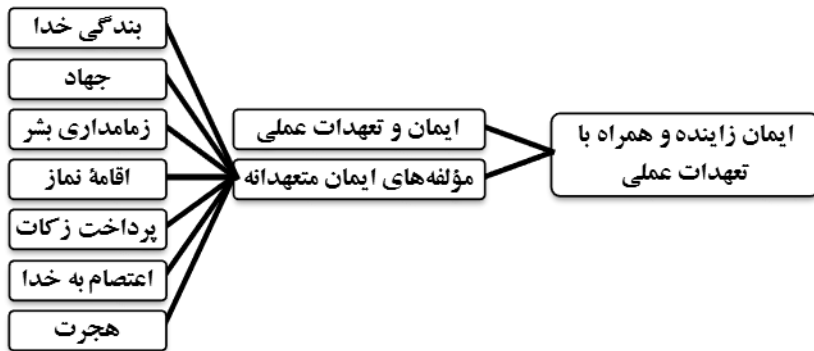 ایمان زاینده و همراه با
تعهدات عملی
ایمان و تعهدات عملی
مؤلفه‌های ایمان متعهدانه
بندگی خدا
جهاد
زمامداری بشر
اقامۀ نماز
پرداخت زکات
اعتصام به خدا
هجرت